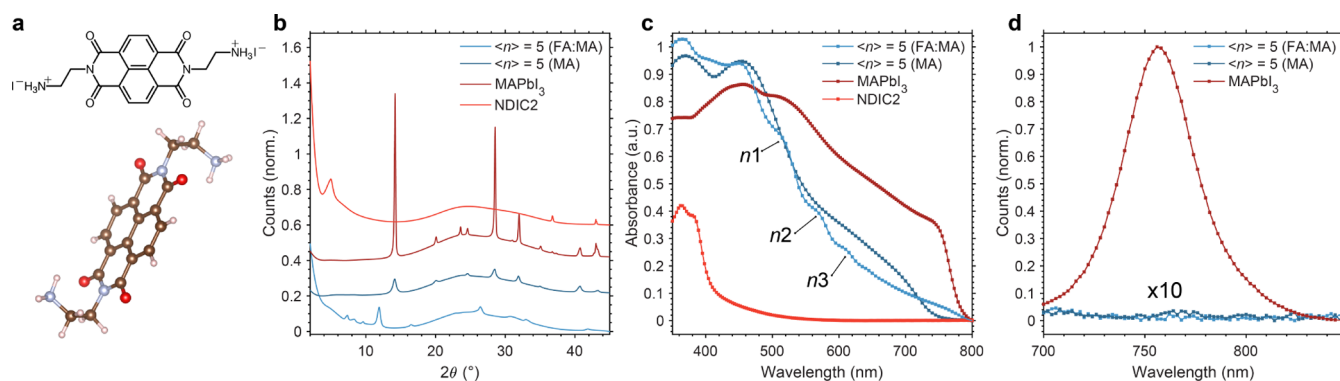 a
O
O
N
N
O
O
+
NH3I−
+
I−H3N
b
1.6
1.4
1.2
1
0.8
0.6
0.4
0.2
0
Counts (norm.)
10
20
30
40
2θ (°)
<n> = 5 (FA:MA)
<n> = 5 (MA)
MAPbI3
NDIC2
c
1
0.9
0.8
0.7
0.6
0.5
0.4
0.3
0.2
0.1
0
Absorbance (a.u.)
400
500
600
700
800
Wavelength (nm)
<n> = 5 (FA:MA)
<n> = 5 (MA)
MAPbI3
NDIC2
n1
n2
n3
d
1
0.9
0.8
0.7
0.6
0.5
0.4
0.3
0.2
0.1
0
Counts (norm.)
700
750
800
Wavelength (nm)
<n> = 5 (FA:MA)
<n> = 5 (MA)
MAPbI3
x10